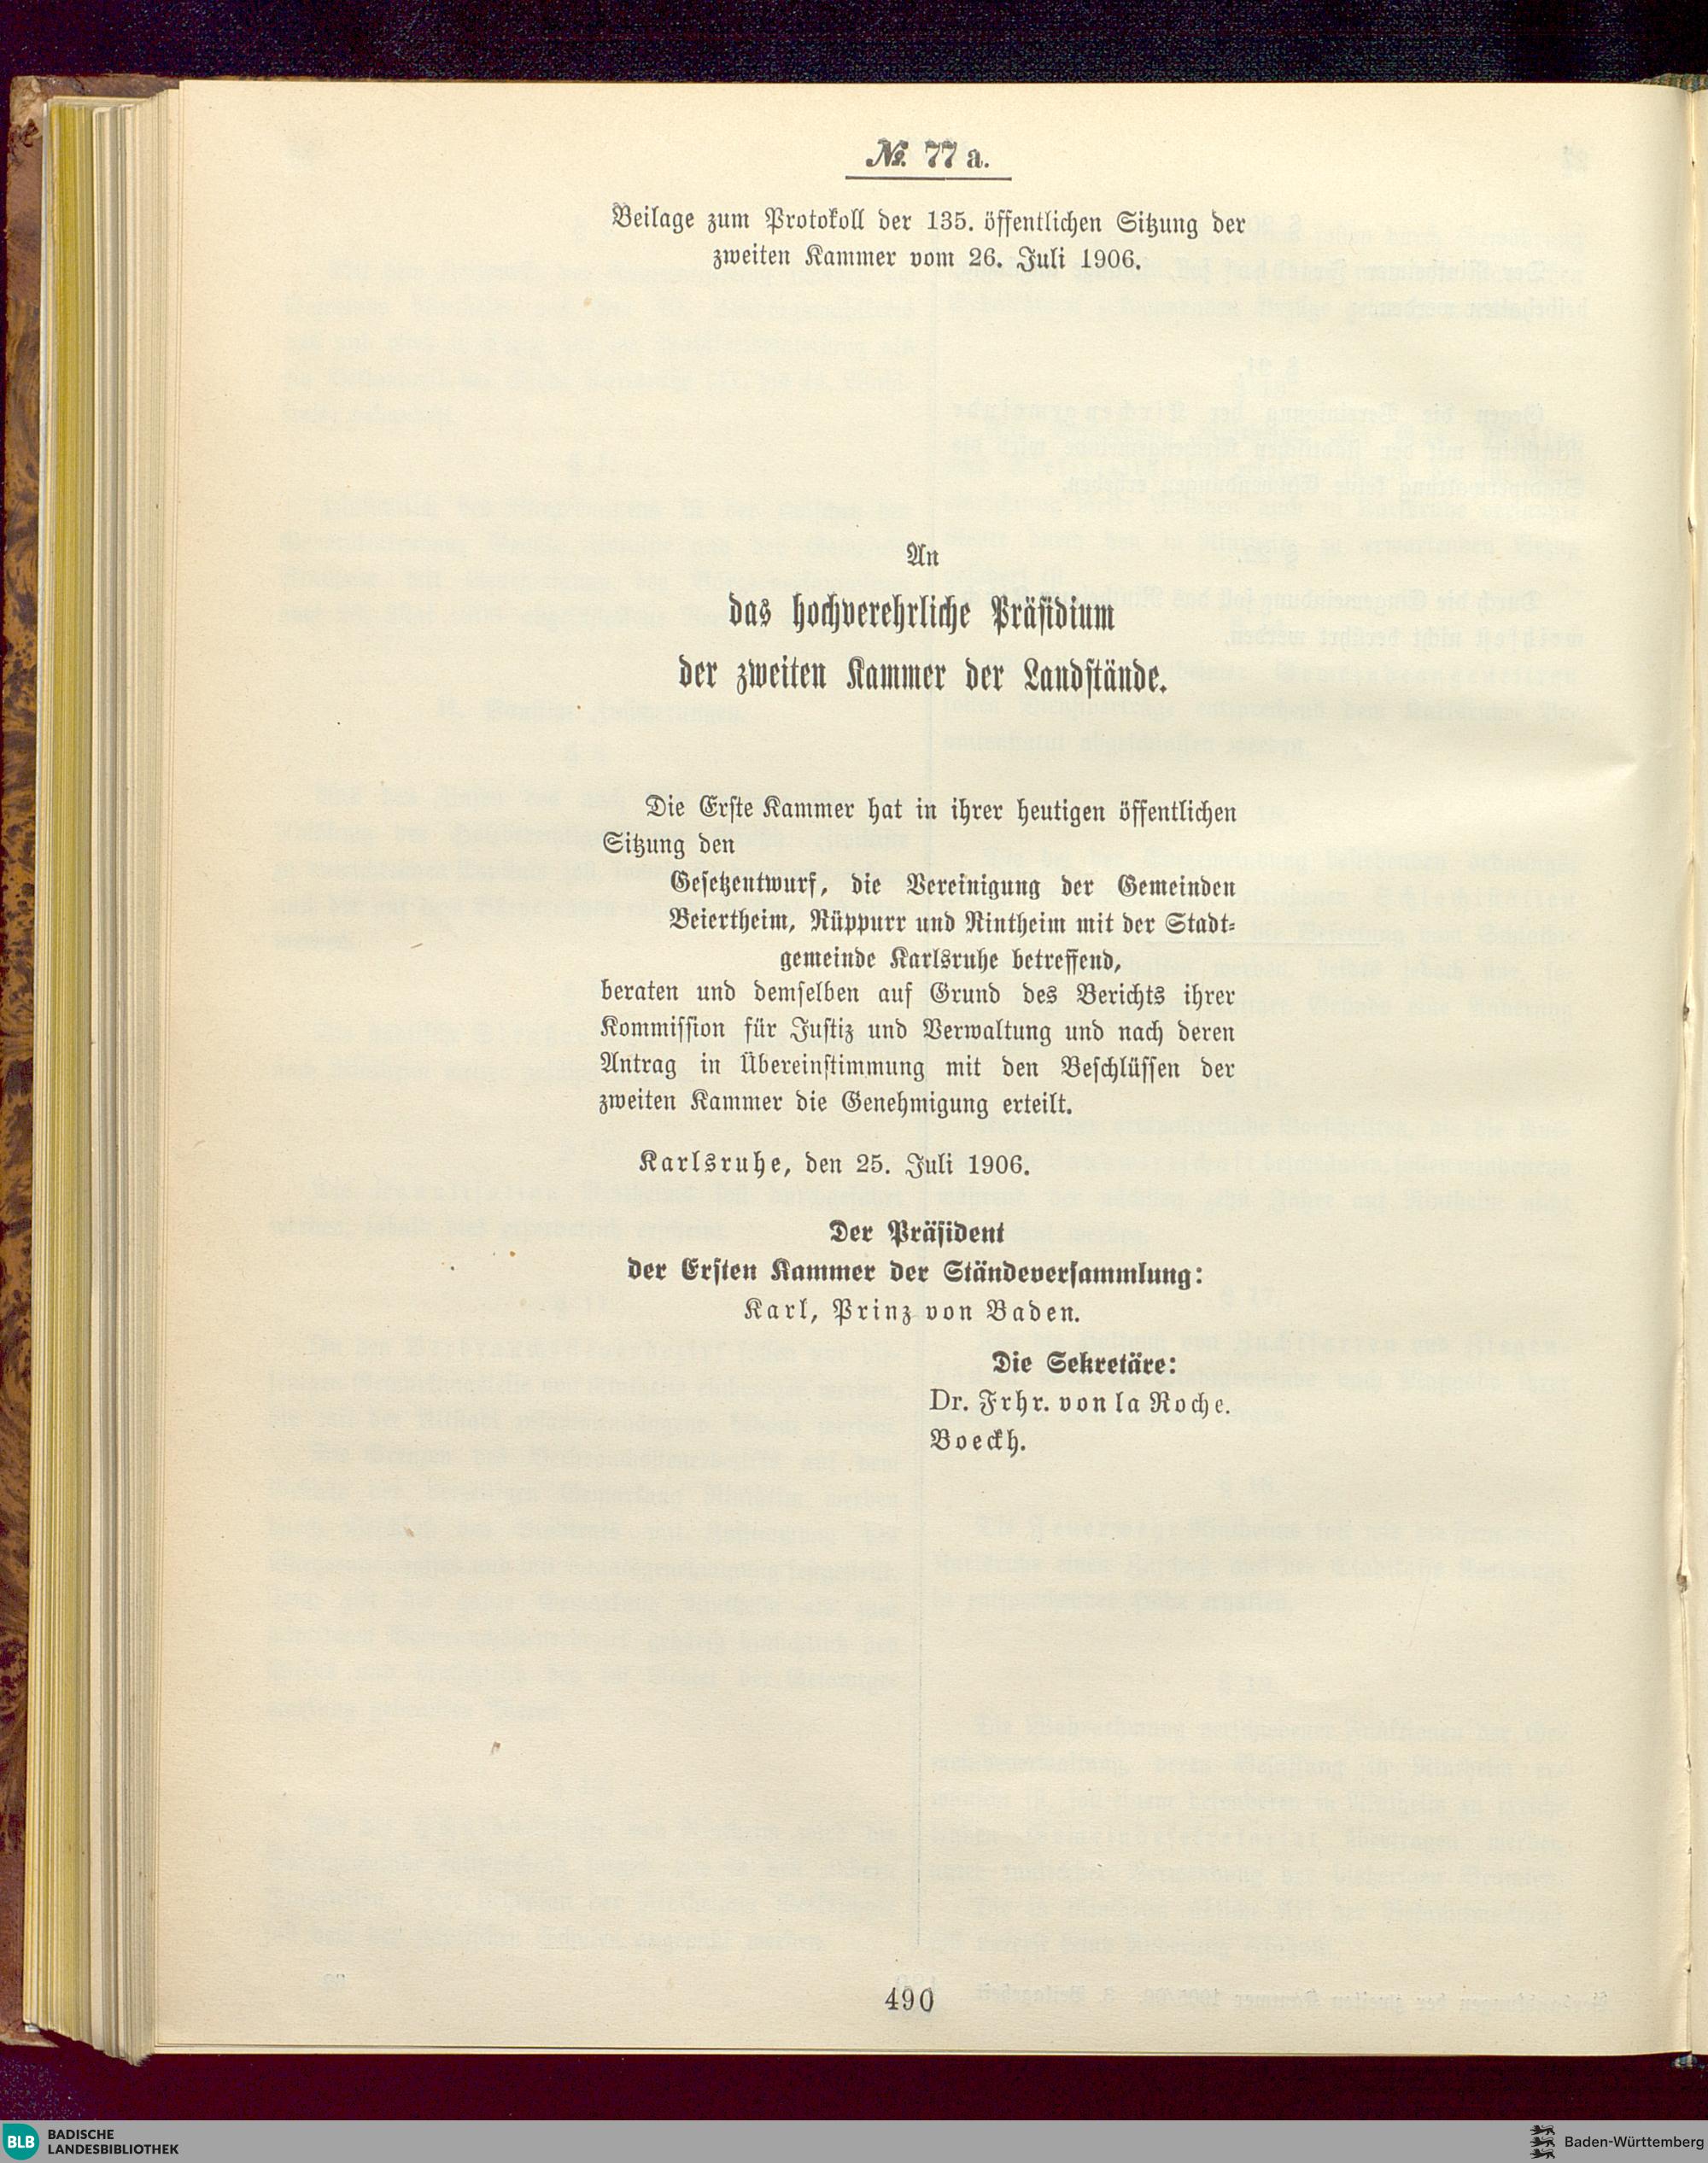 № 77 a.
Beilage zum Protokoll der 135. öffentlichen Sitzung der
zweiten Kammer vom 26. Juli 1906.
An
das hochverehrliche Präsidium
der zweiten Kammer der Landstände.
Die Erste Kammer hat in ihrer heutigen öffentlichen
Sitzung den
Gesetzentwurf, die Vereinigung der Gemeinden
Beiertheim, Rüppurr und Rintheim mit der Stadt-
gemeinde Karlsruhe betreffend,
beraten und demselben auf Grund des Berichts ihrer
Kommission für Justiz und Verwaltung und nach deren
Antrag in Übereinstimmung mit den Beschlüssen der
zweiten Kammer die Genehmigung erteilt.
Karlsruhe, den 25. Juli 1906.
Der Präsident
der Ersten Kammer der Ständeversammlung:
Karl, Prinz von Baden.
Die Sekretäre:
Dr. Frhr. von la Roche.
Boeckh.
490
BLB BADISCHE
LANDESBIBLIOTHEK
Baden-Württemberg